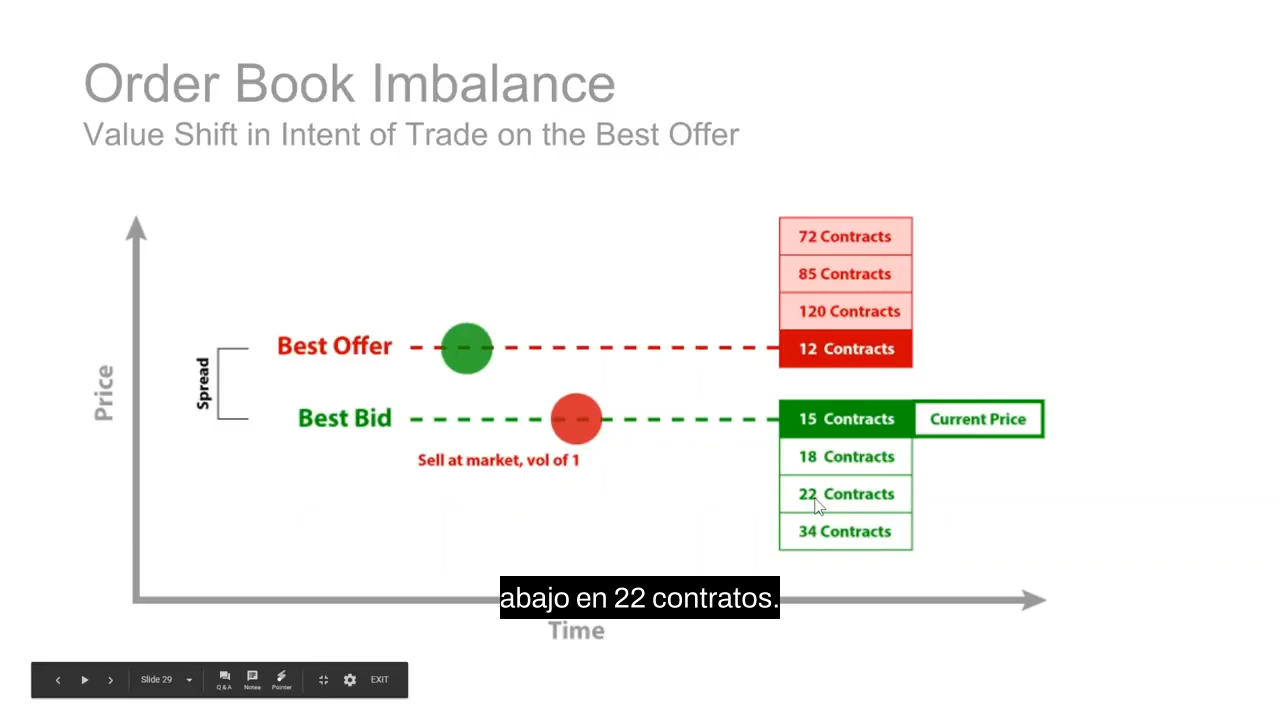 Order Book Imbalance
Value Shift in Intent of Trade on the Best Offer
72 Contracts
85 Contracts
120 Contracts
Best Offer
12 Contracts
Spread
Price
Best Bid
15 Contracts
Current Price
18 Contracts
Sell at market, vol of 1
22 Contracts
34 Contracts
abajo en 22 contratos.
Time
Slide 29
Q & A
Notes
Pointer
EXIT